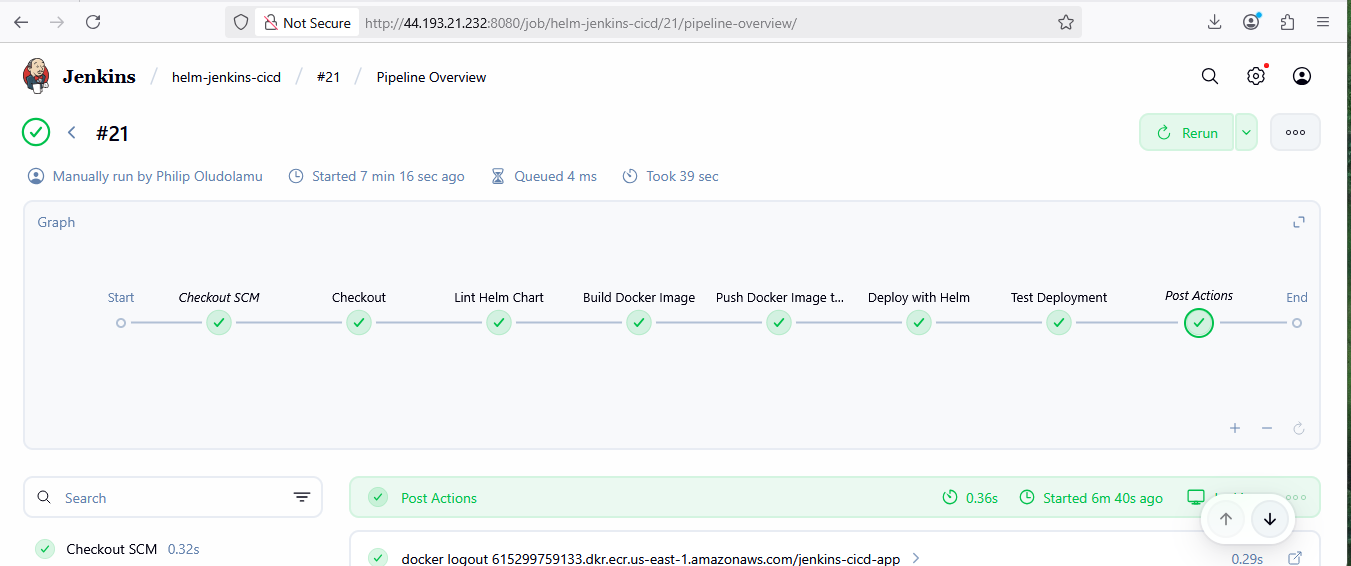 Not Secure http://44.193.21.232:8080/job/helm-jenkins-cicd/21/pipeline-overview/
Jenkins / helm-jenkins-cicd / #21 / Pipeline Overview
#21
Rerun
Manually run by Philip Oludolamu Started 7 min 16 sec ago Queued 4 ms Took 39 sec
Graph
Start Checkout SCM Checkout Lint Helm Chart Build Docker Image Push Docker Image t... Deploy with Helm Test Deployment Post Actions End
Search
Post Actions 0.36s Started 6m 40s ago
Checkout SCM 0.32s
docker logout 615299759133.dkr.ecr.us-east-1.amazonaws.com/jenkins-cicd-app 0.29s